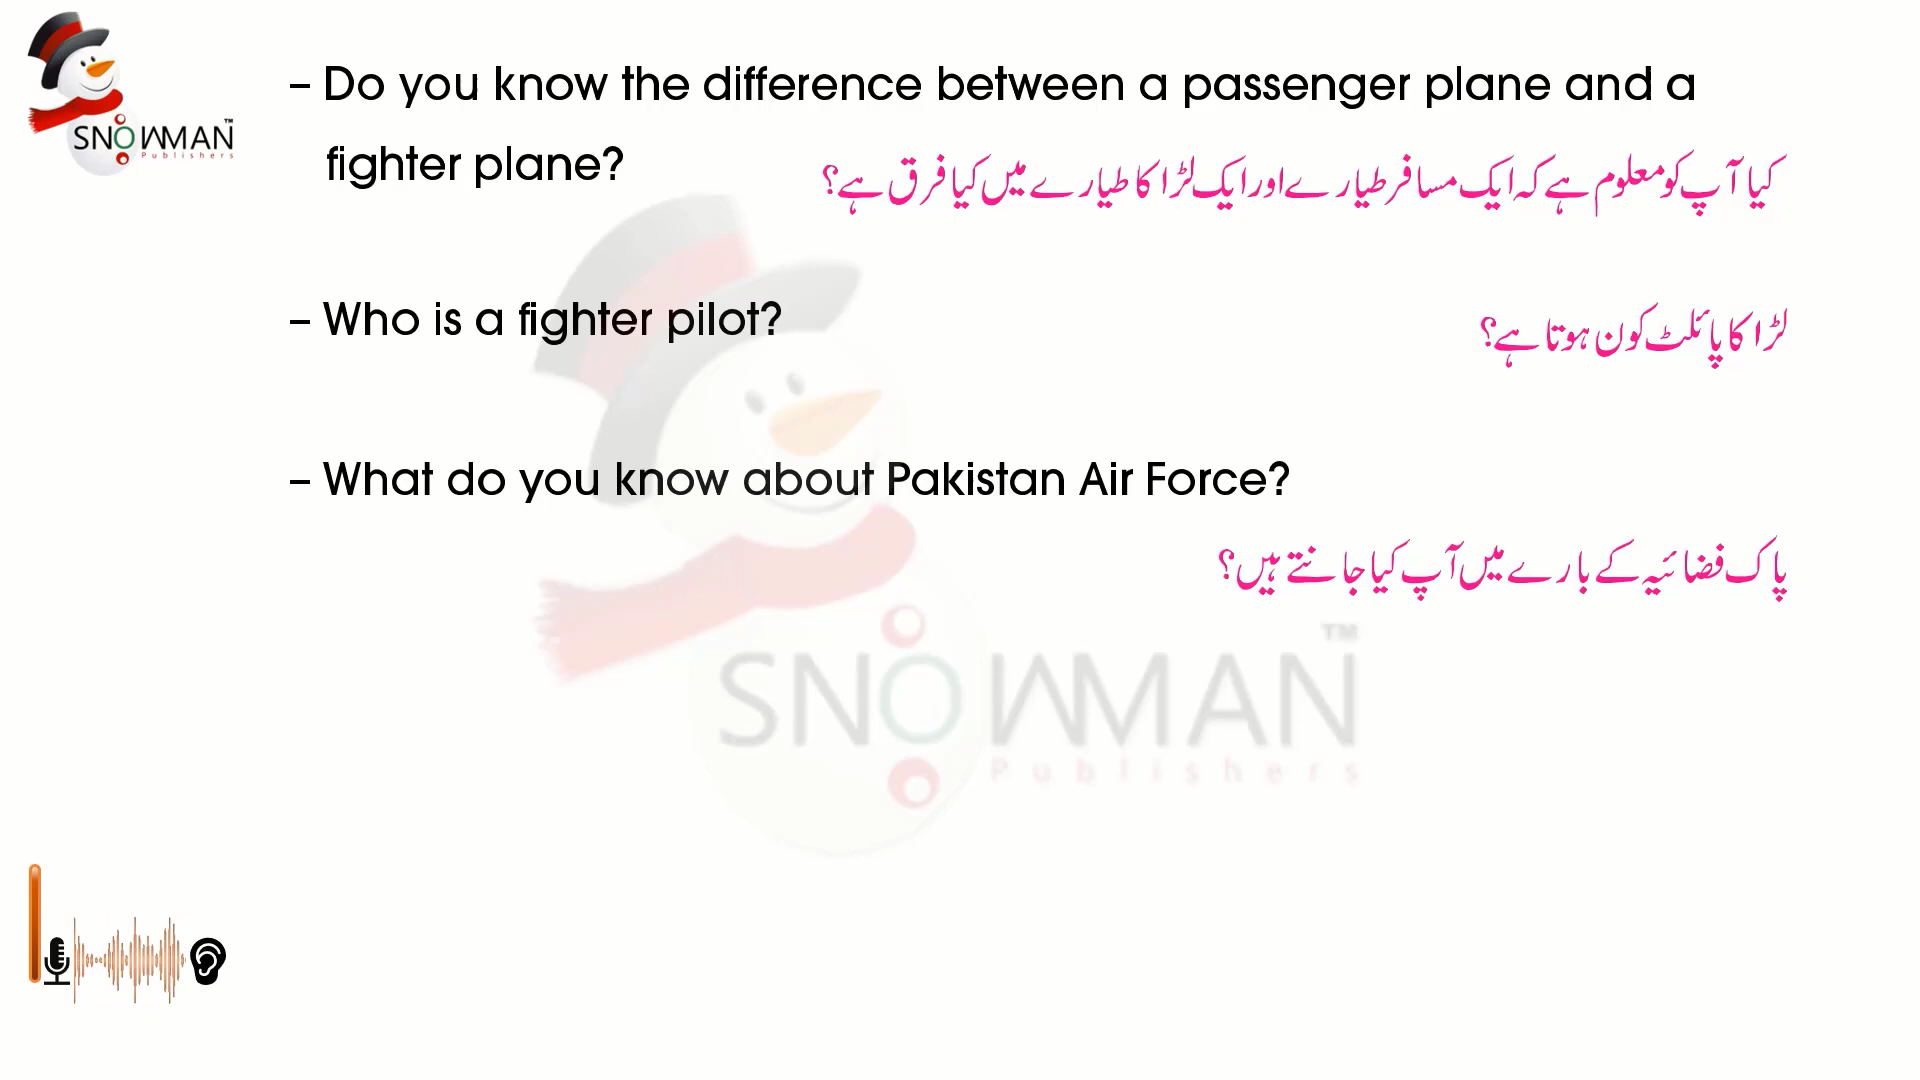 SNOWMAN™
Publishers
– Do you know the difference between a passenger plane and a
fighter plane?
کیا آپ کو معلوم ہے کہ ایک مسافر طیارے اور ایک لڑاکا طیارے میں کیا فرق ہے؟
– Who is a fighter pilot?
لڑاکا پائلٹ کون ہوتا ہے؟
– What do you know about Pakistan Air Force?
پاک فضائیہ کے بارے میں آپ کیا جانتے ہیں؟
SNOWMAN™
Publishers